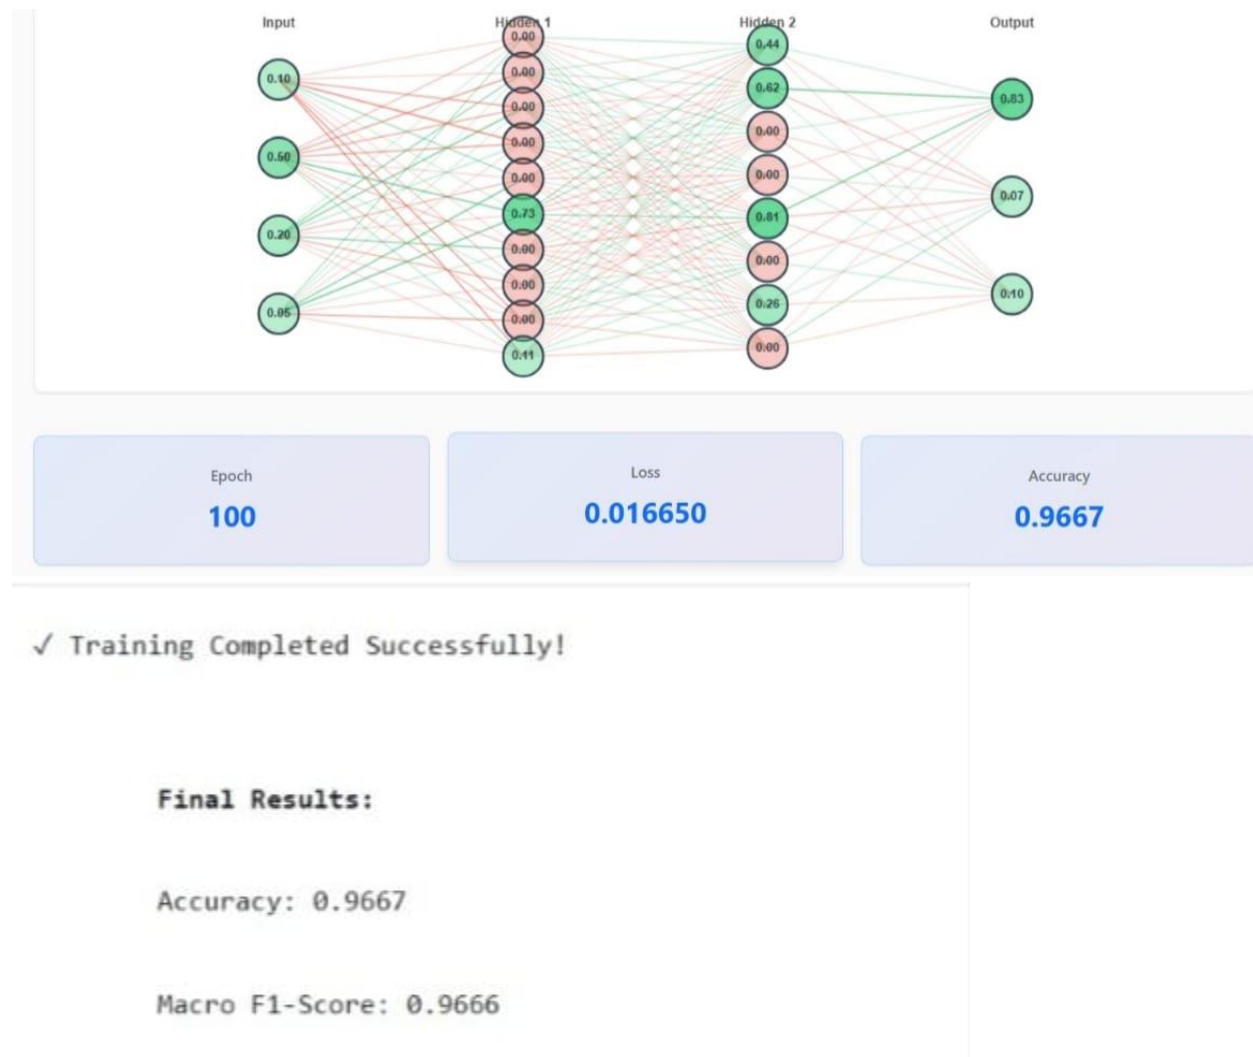 Input Hidden 1 Hidden 2 Output
0.00 0.44
0.10 0.00 0.62 0.83
0.00 0.00
0.60 0.00 0.00
0.00 0.07
0.20 0.73 0.81
0.00 0.00
0.05 0.00 0.26 0.10
0.00 0.00
0.11
Epoch
100
Loss
0.016650
Accuracy
0.9667
✓ Training Completed Successfully!
Final Results:
Accuracy: 0.9667
Macro F1-Score: 0.9666